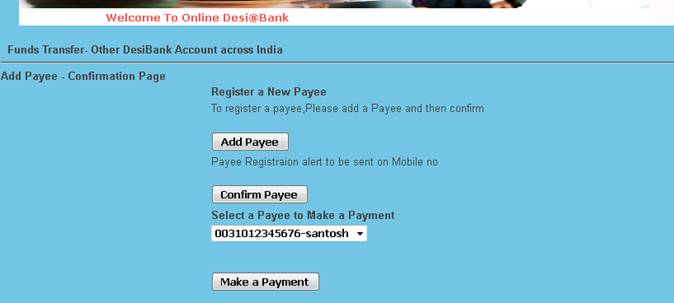 Welcome To Online Desi@Bank
Funds Transfer- Other DesiBank Account across India
Add Payee - Confirmation Page
Register a New Payee
To register a payee,Please add a Payee and then confirm
Add Payee
Payee Registraion alert to be sent on Mobile no
Confirm Payee
Select a Payee to Make a Payment
0031012345676-santosh
Make a Payment